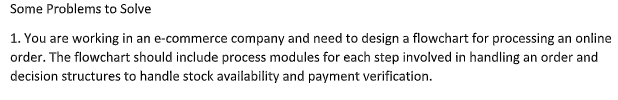 Some Problems to Solve
1. You are working in an e-commerce company and need to design a flowchart for processing an online
order. The flowchart should include process modules for each step involved in handling an order and
decision structures to handle stock availability and payment verification.